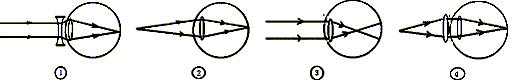 ① ② ③ ④